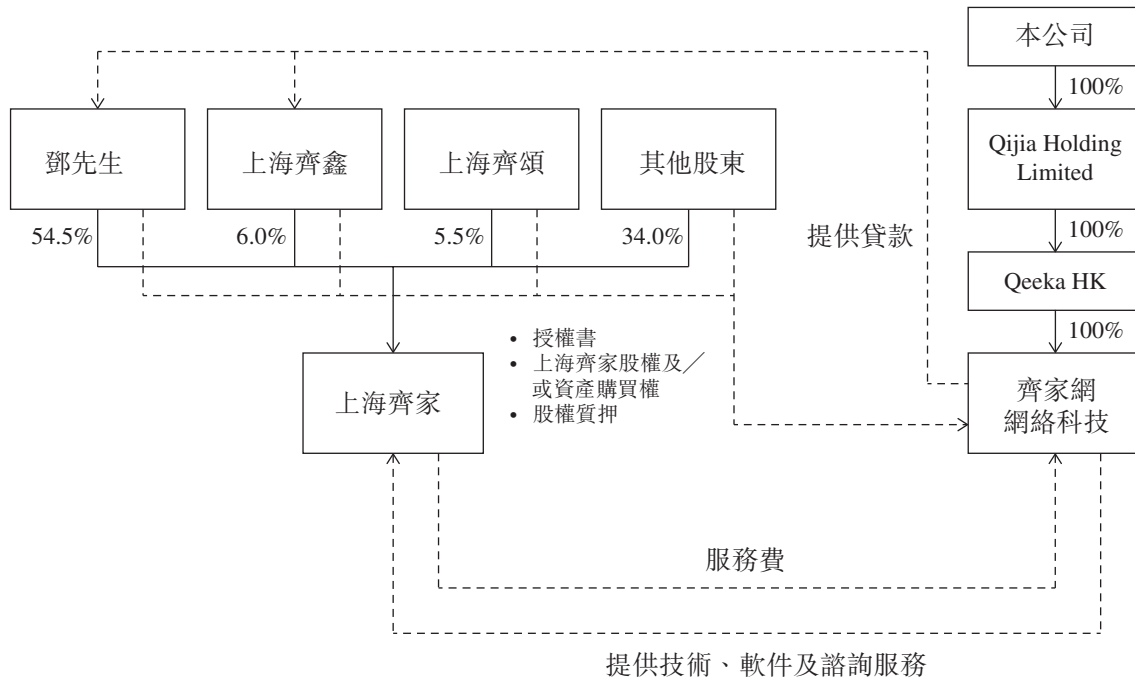 本公司
100%
鄧先生
上海齊鑫
上海齊頌
其他股東
Qijia Holding
Limited
54.5%
6.0%
5.5%
34.0%
提供貸款
100%
Qeeka HK
100%
• 授權書
• 上海齊家股權及╱
或資產購買權
• 股權質押
上海齊家
齊家網
網絡科技
服務費
提供技術、軟件及諮詢服務